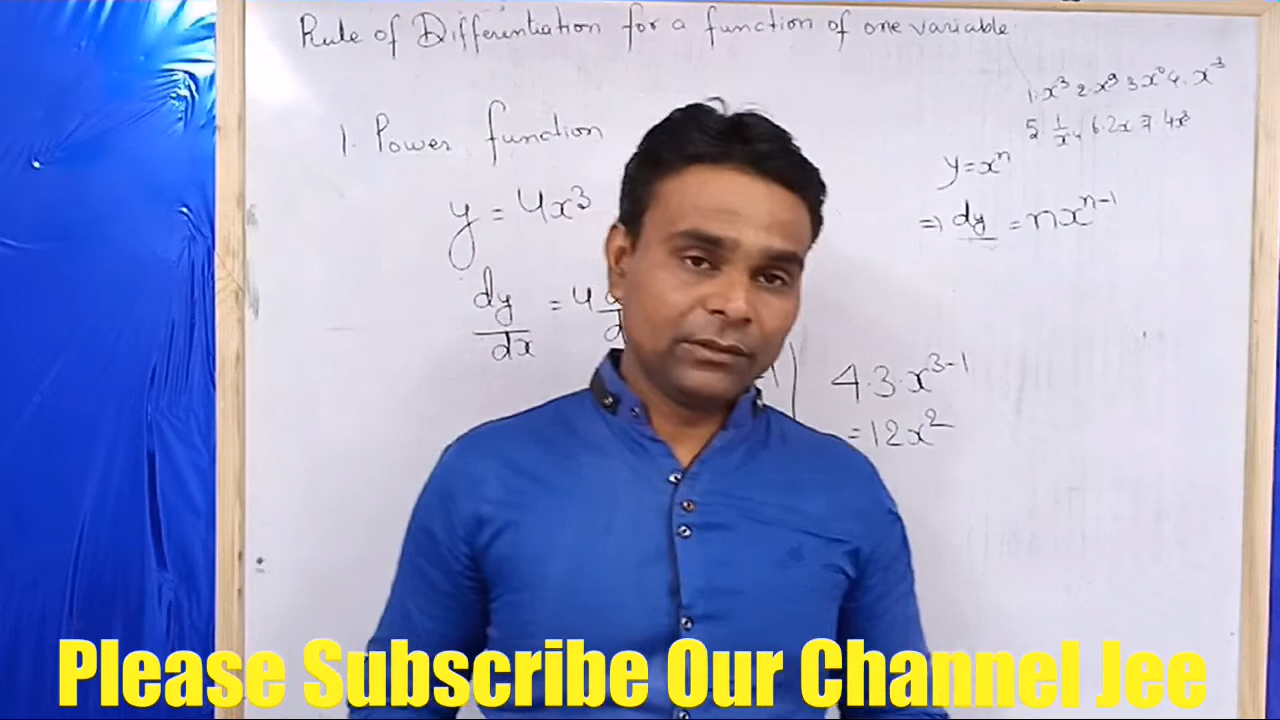 Rule of Differentiation for a function of one variable
1. x³ 2. x⁹ 3 x⁰ 4. x⁻³
5. 1/x 6. 2x 7. 4x³
1. Power function
y = xⁿ
y = 4x³
⇒ dy = nxⁿ⁻¹
dy/dx = 4
4·3·x³⁻¹
= 12x²
Please Subscribe Our Channel Jee